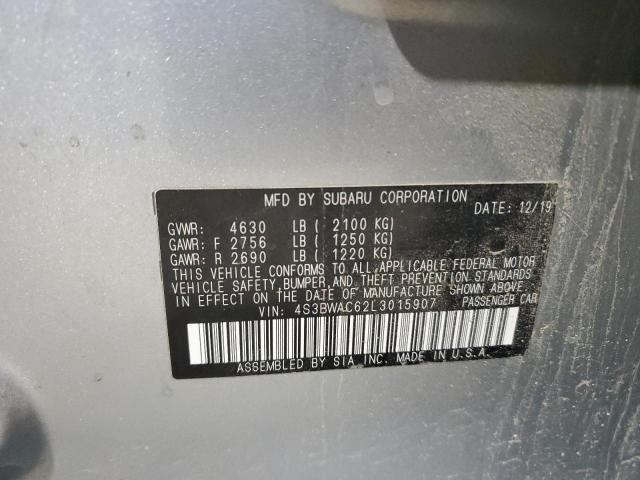 MFD BY SUBARU CORPORATION
DATE: 12/19
GVWR: 4630 LB ( 2100 KG)
GAWR: F 2756 LB ( 1250 KG)
GAWR: R 2690 LB ( 1220 KG)
THIS VEHICLE CONFORMS TO ALL APPLICABLE FEDERAL MOTOR
VEHICLE SAFETY, BUMPER, AND THEFT PREVENTION STANDARDS
IN EFFECT ON THE DATE OF MANUFACTURE SHOWN ABOVE.
VIN: 4S3BWAC62L3015907 PASSENGER CAR
ASSEMBLED BY SIA INC. MADE IN U.S.A.